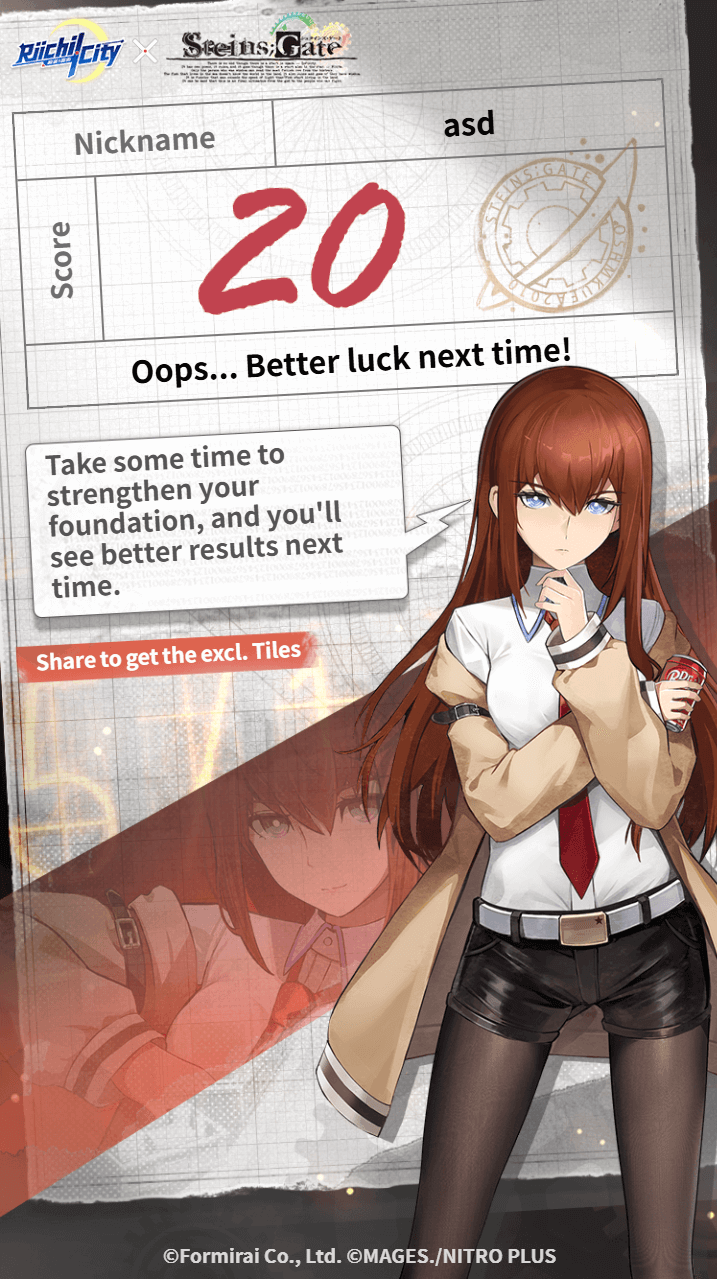 Riichi City × Steins;Gate
Nickname
asd
Score
20
STEINS;GATE
Oops... Better luck next time!
Take some time to
strengthen your
foundation, and you'll
see better results next
time.
Share to get the excl. Tiles
©Formirai Co., Ltd. ©MAGES./NITRO PLUS